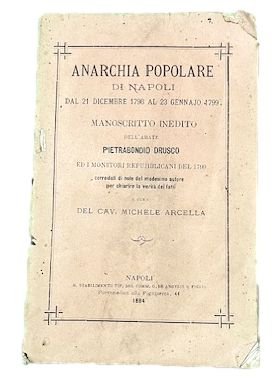 ANARCHIA POPOLARE
DI NAPOLI
DAL 21 DICEMBRE 1798 AL 23 GENNAJO 1799
MANOSCRITTO INEDITO
DELL'ABATE
PIETRABONDIO DRUSCO
ED I MONITORI REPUBBLICANI DEL 1799
corredati di note del medesimo autore
per chiarire la verità dei fatti
A CURA
DEL CAV. MICHELE ARCELLA
NAPOLI
R. STABILIMENTO TIP. DEL COMM. G. DE ANGELIS E FIGLIO
Portamedina alla Pignasecca, 44
1884